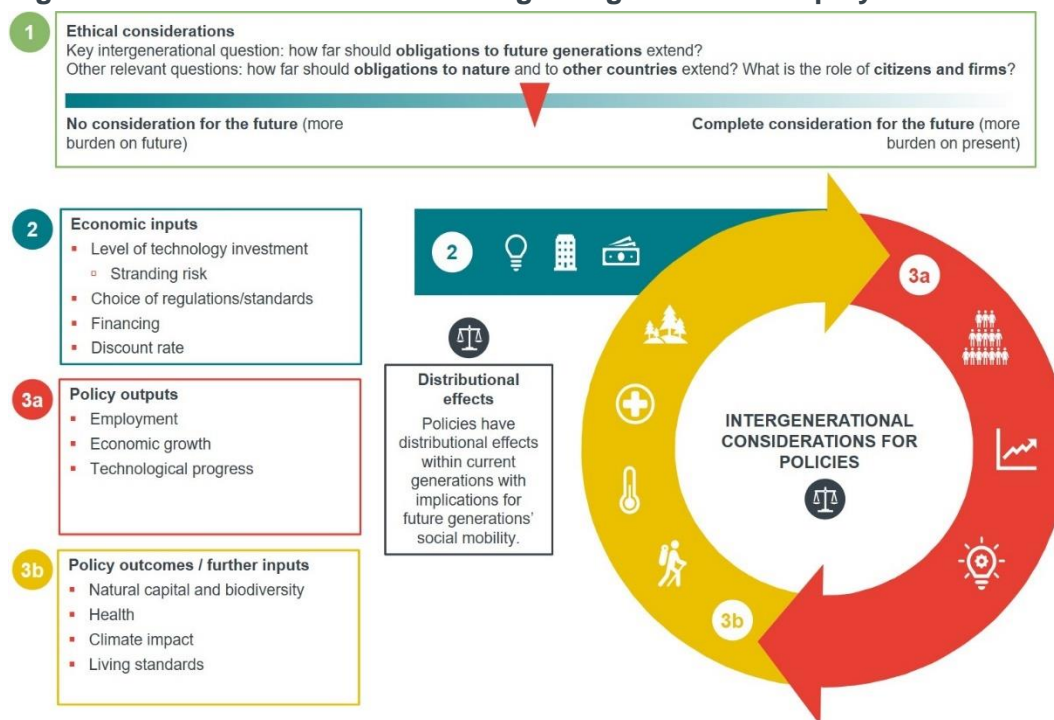 1
Ethical considerations
Key intergenerational question: how far should obligations to future generations extend?
Other relevant questions: how far should obligations to nature and to other countries extend? What is the role of citizens and firms?
No consideration for the future (more
burden on future)
Complete consideration for the future (more
burden on present)
2
Economic inputs
▪ Level of technology investment
▫ Stranding risk
▪ Choice of regulations/standards
▪ Financing
▪ Discount rate
3a
Policy outputs
▪ Employment
▪ Economic growth
▪ Technological progress
3b
Policy outcomes / further inputs
▪ Natural capital and biodiversity
▪ Health
▪ Climate impact
▪ Living standards
Distributional
effects
Policies have
distributional effects
within current
generations with
implications for
future generations'
social mobility.
2
3a
INTERGENERATIONAL
CONSIDERATIONS FOR
POLICIES
3b